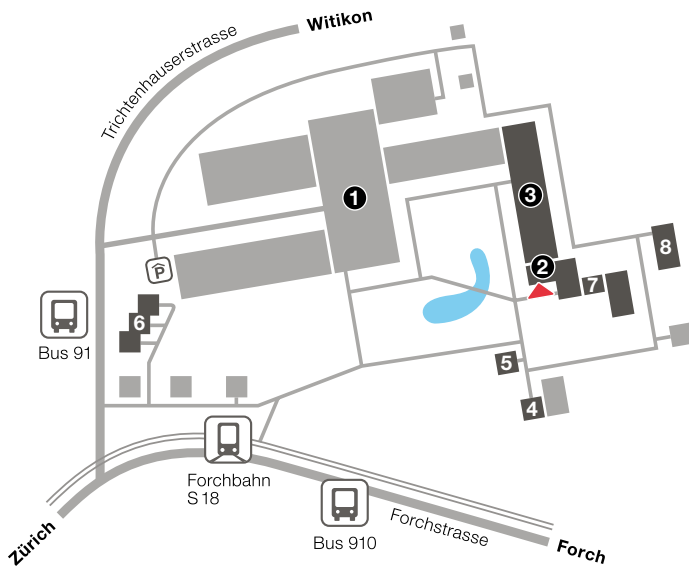 Witikon
Trichtenhauserstrasse
1
3
2
P
8
7
6
Bus 91
5
4
Forchbahn
S 18
Bus 910
Forchstrasse
Zürich
Forch